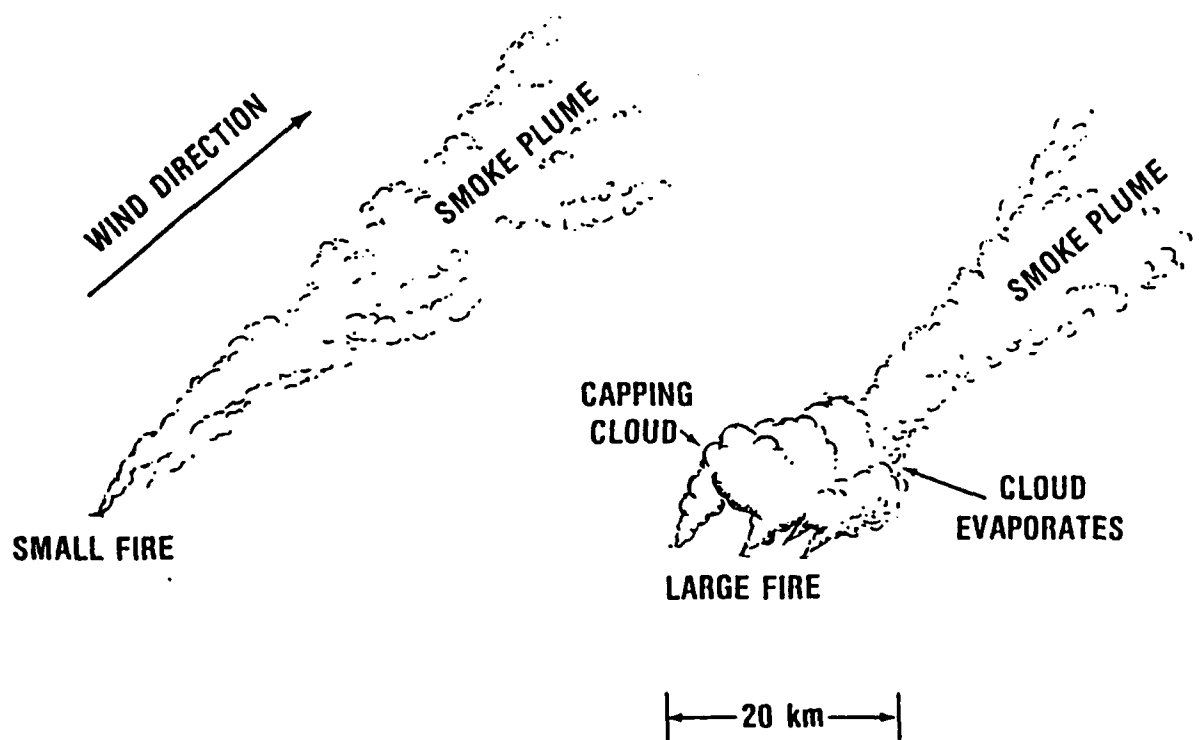 WIND DIRECTION
SMOKE PLUME
SMALL FIRE
SMOKE PLUME
CAPPING
CLOUD
CLOUD
EVAPORATES
LARGE FIRE
20 km